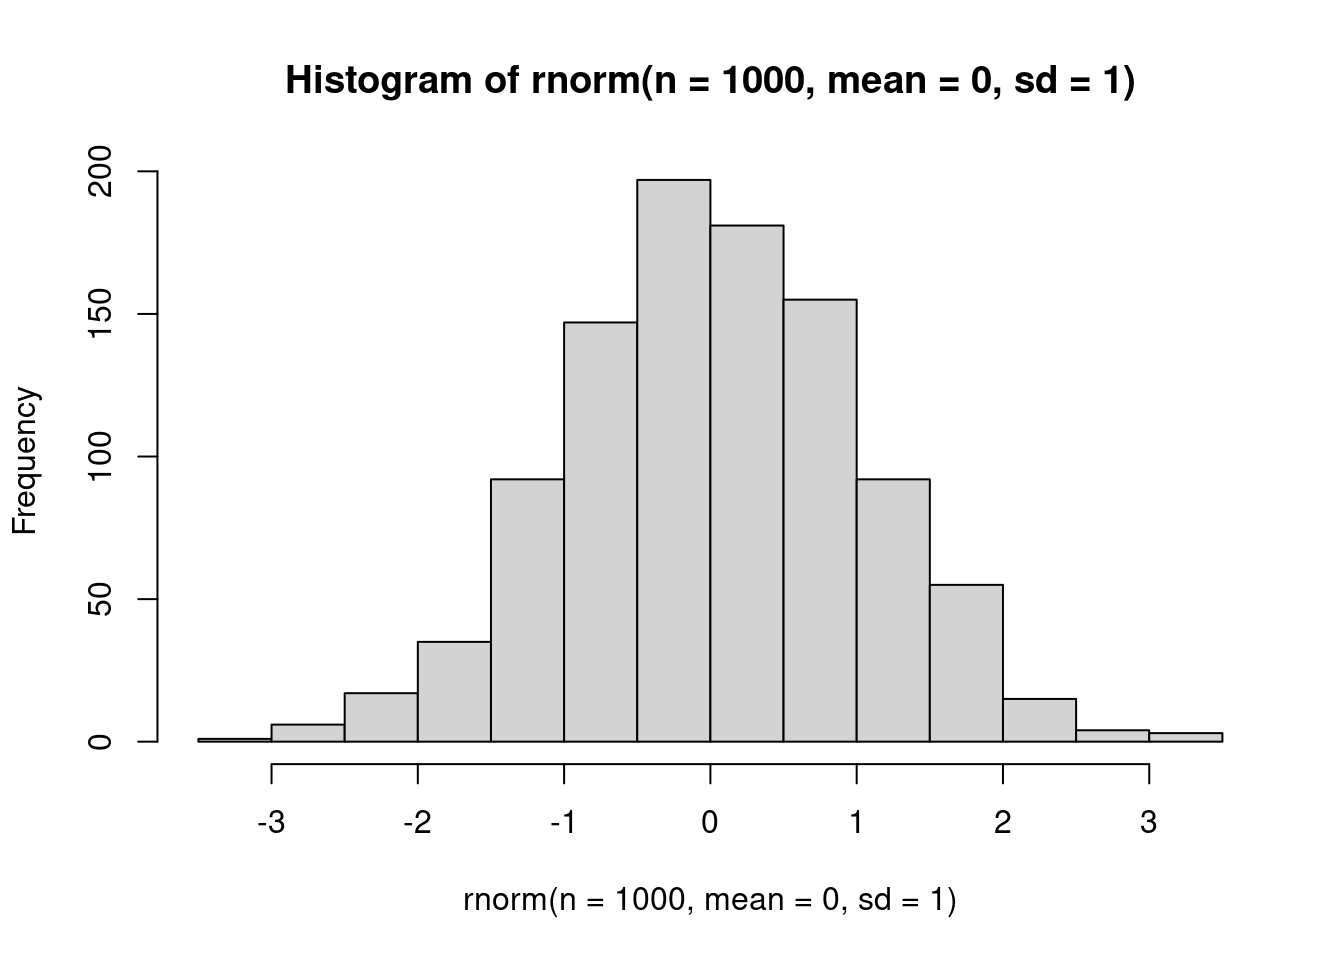 Histogram of rnorm(n = 1000, mean = 0, sd = 1)
Frequency
200
150
100
50
0
-3 -2 -1 0 1 2 3
rnorm(n = 1000, mean = 0, sd = 1)